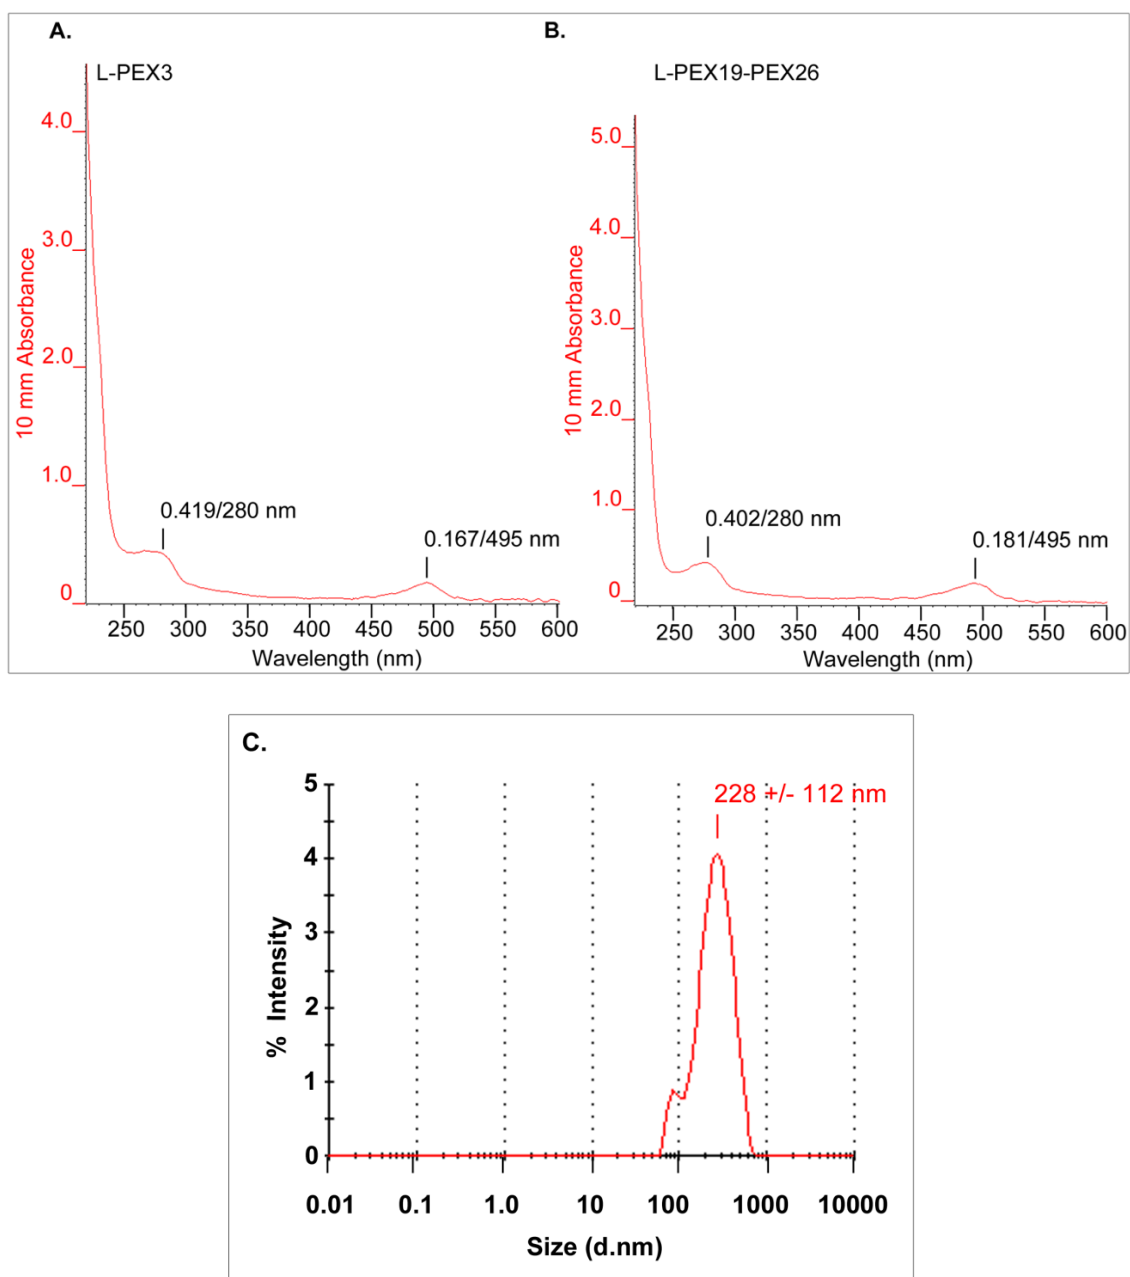 A.
L-PEX3
4.0
3.0
2.0
1.0
0
10 mm Absorbance
0.419/280 nm
0.167/495 nm
250 300 350 400 450 500 550 600
Wavelength (nm)
B.
L-PEX19-PEX26
5.0
4.0
3.0
2.0
1.0
0
10 mm Absorbance
0.402/280 nm
0.181/495 nm
250 300 350 400 450 500 550 600
Wavelength (nm)
C.
228 +/- 112 nm
5
4
3
2
1
0
% Intensity
0.01 0.1 1.0 10 100 1000 10000
Size (d.nm)